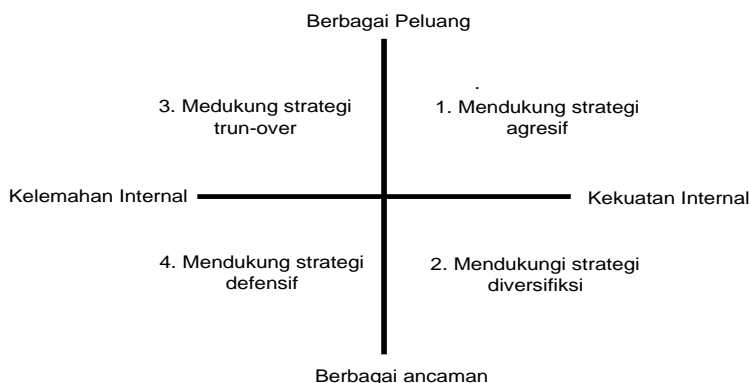 Berbagai Peluang
3. Medukung strategi
trun-over
1. Mendukung strategi
agresif
Kelemahan Internal
Kekuatan Internal
4. Mendukung strategi
defensif
2. Mendukungi strategi
diversifiksi
Berbagai ancaman